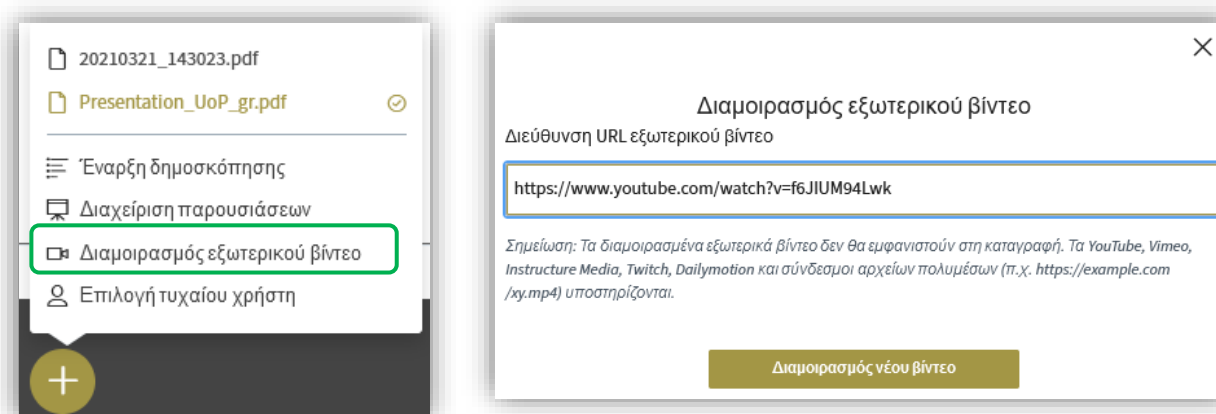 20210321_143023.pdf
Presentation_UoP_gr.pdf
Έναρξη δημοσκόπησης
Διαχείριση παρουσιάσεων
Διαμοιρασμός εξωτερικού βίντεο
Επιλογή τυχαίου χρήστη
Διαμοιρασμός εξωτερικού βίντεο
Διεύθυνση URL εξωτερικού βίντεο
https://www.youtube.com/watch?v=f6JlUM94Lwk
Σημείωση: Τα διαμοιρασμένα εξωτερικά βίντεο δεν θα εμφανιστούν στη καταγραφή. Τα YouTube, Vimeo,
Instructure Media, Twitch, Dailymotion και σύνδεσμοι αρχείων πολυμέσων (π.χ. https://example.com
/xy.mp4) υποστηρίζονται.
Διαμοιρασμός νέου βίντεο